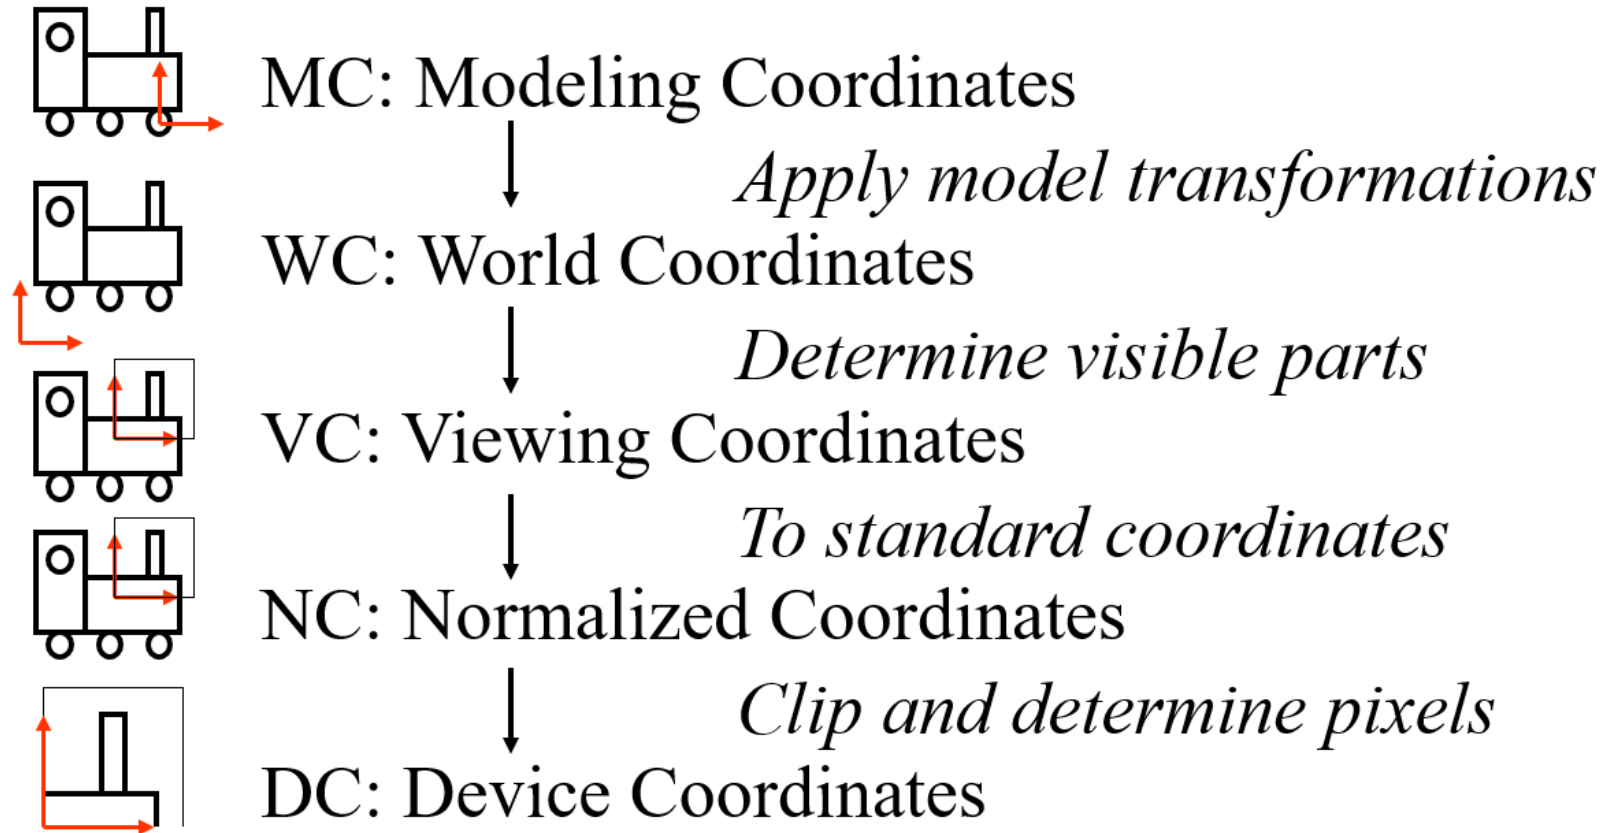 MC: Modeling Coordinates
Apply model transformations
WC: World Coordinates
Determine visible parts
VC: Viewing Coordinates
To standard coordinates
NC: Normalized Coordinates
Clip and determine pixels
DC: Device Coordinates